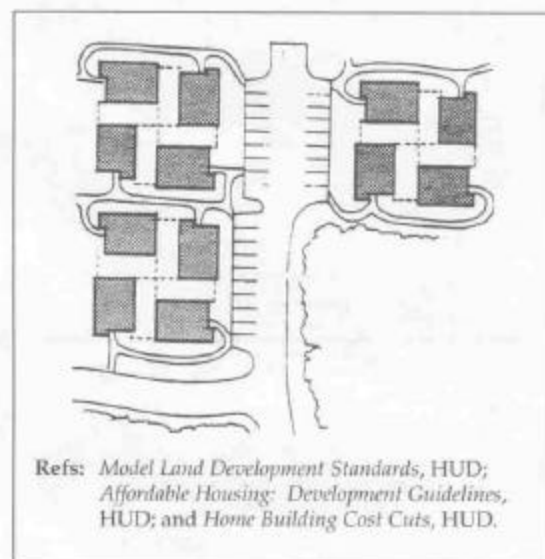 Refs: Model Land Development Standards, HUD;
Affordable Housing: Development Guidelines,
HUD; and Home Building Cost Cuts, HUD.